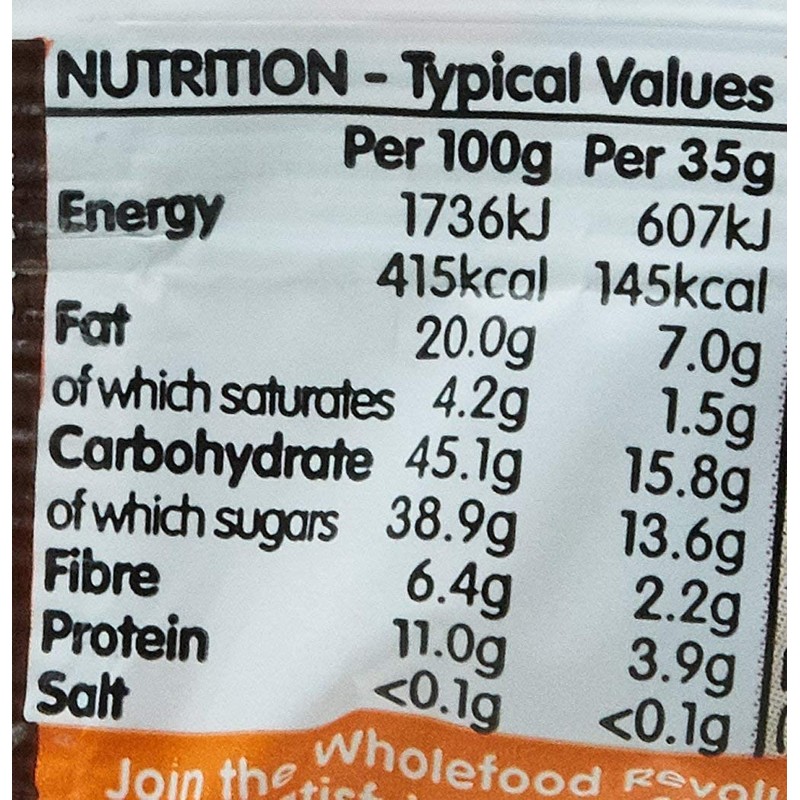 NUTRITION - Typical Values
Per 100g Per 35g
Energy 1736kJ 607kJ
415kcal 145kcal
Fat 20.0g 7.0g
of which saturates 4.2g 1.5g
Carbohydrate 45.1g 15.8g
of which sugars 38.9g 13.6g
Fibre 6.4g 2.2g
Protein 11.0g 3.9g
Salt <0.1g <0.1g
Join the Wholefood